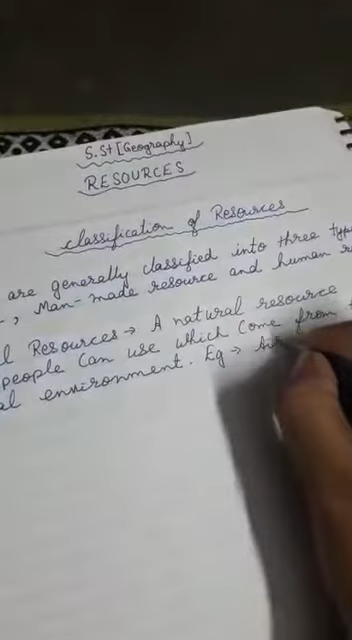 S.St [Geography]
RESOURCES
Classification of Resources
are generally classified into three
, Man-made resource and human
Resources → A natural resource
people can use which come from
environment. Eg → Air